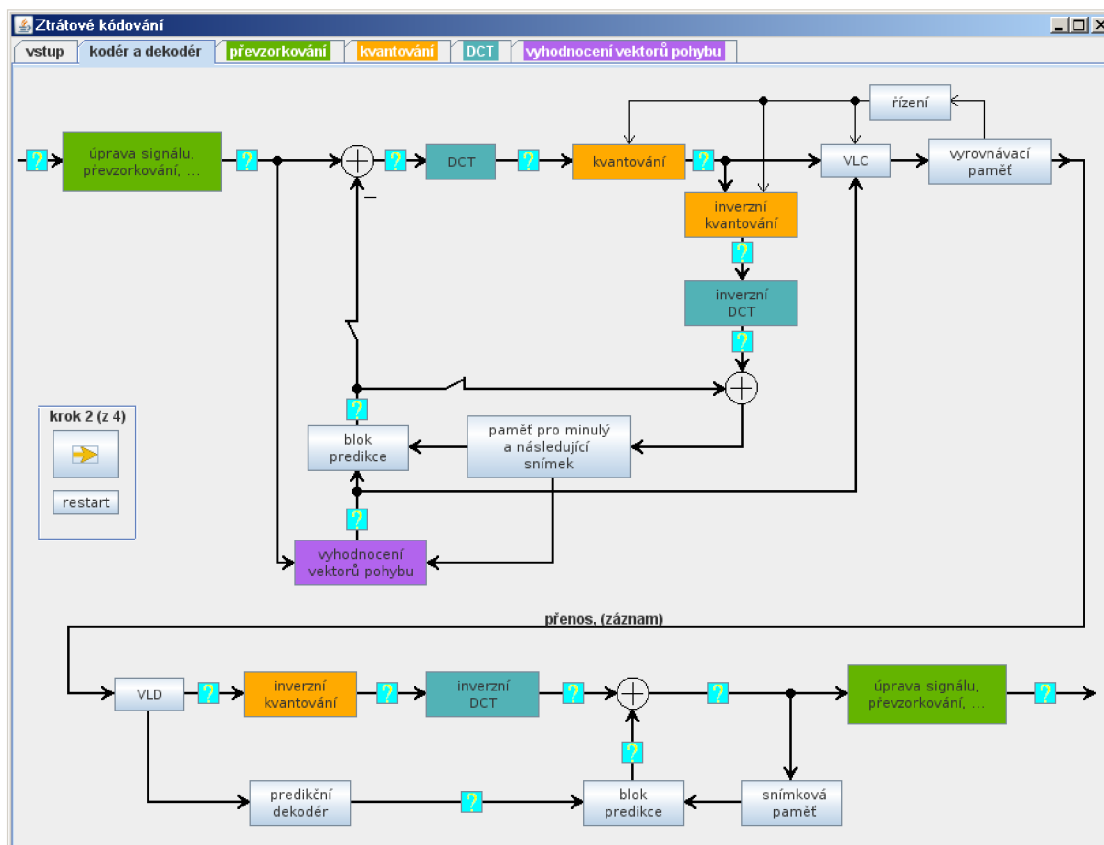 Ztrátové kódování
vstup
kodér a dekodér
převzorkování
kvantování
DCT
vyhodnocení vektorů pohybu
řízení
?
úprava signálu,
převzorkování, ...
?
+
?
DCT
?
kvantování
?
VLC
vyrovnávací
paměť
–
inverzní
kvantování
?
inverzní
DCT
?
+
?
krok 2 (z 4)
restart
blok
predikce
paměť pro minulý
a následující
snímek
?
vyhodnocení
vektorů pohybu
přenos, (záznam)
VLD
?
inverzní
kvantování
?
inverzní
DCT
?
+
?
úprava signálu,
převzorkování, ...
?
?
predikční
dekodér
?
blok
predikce
snímková
paměť